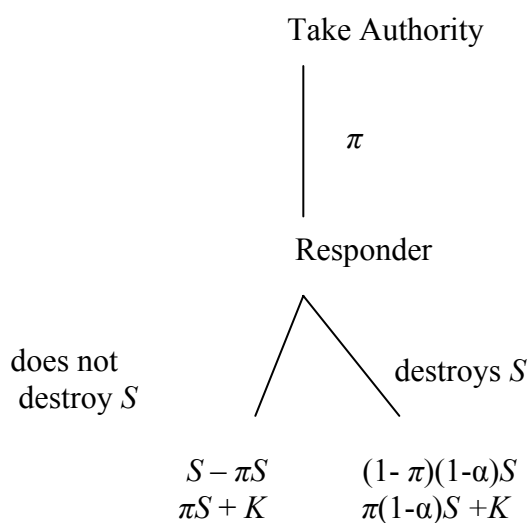 Take Authority
π
Responder
does not
destroy S
destroys S
S – πS
πS + K
(1- π)(1-α)S
π(1-α)S +K